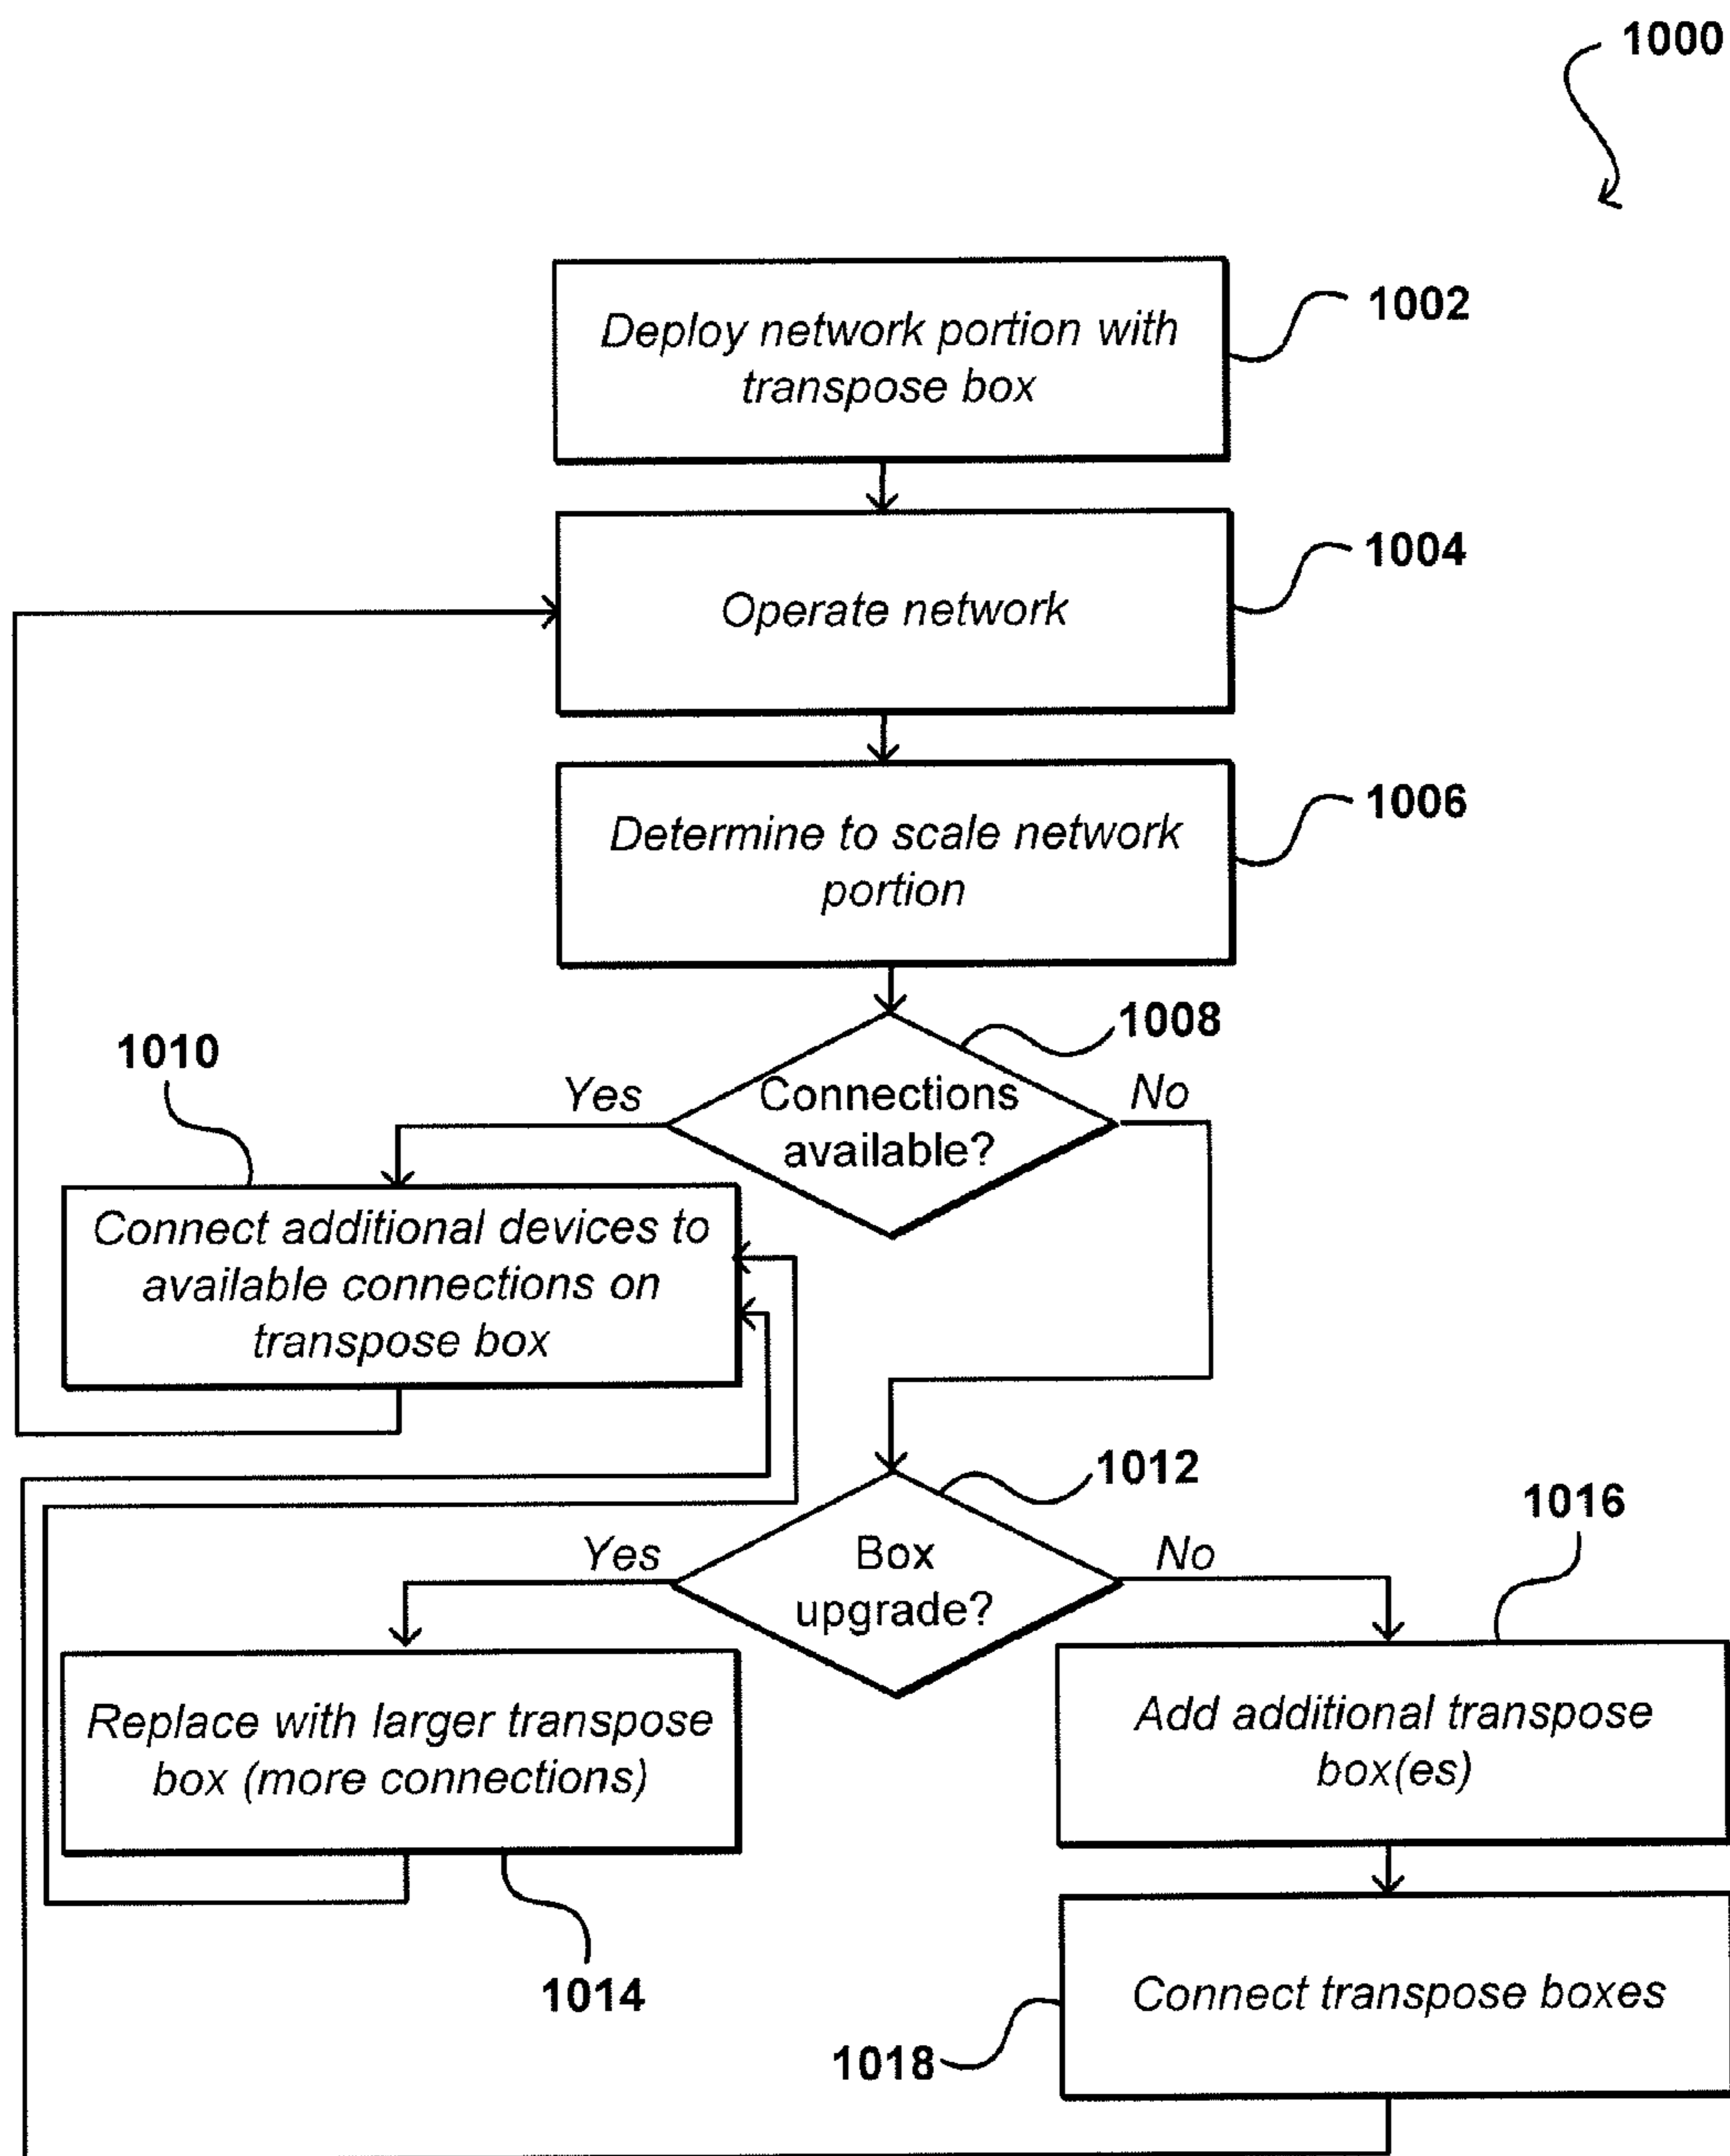 1000
Deploy network portion with
transpose box
1002
Operate network
1004
Determine to scale network
portion
1006
1008
Connections
available?
Yes
No
1010
Connect additional devices to
available connections on
transpose box
1012
Box
upgrade?
Yes
No
1016
Replace with larger transpose
box (more connections)
1014
Add additional transpose
box(es)
Connect transpose boxes
1018